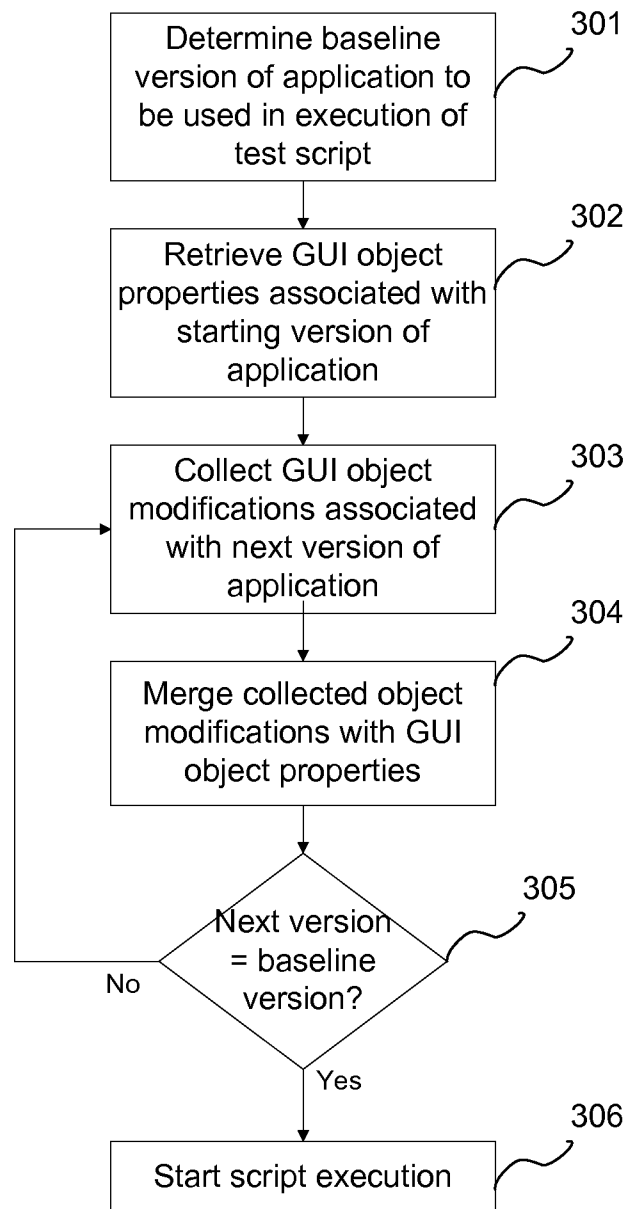 Determine baseline
version of application to
be used in execution of
test script
301
Retrieve GUI object
properties associated with
starting version of
application
302
Collect GUI object
modifications associated
with next version of
application
303
Merge collected object
modifications with GUI
object properties
304
Next version
= baseline
version?
305
No
Yes
Start script execution
306